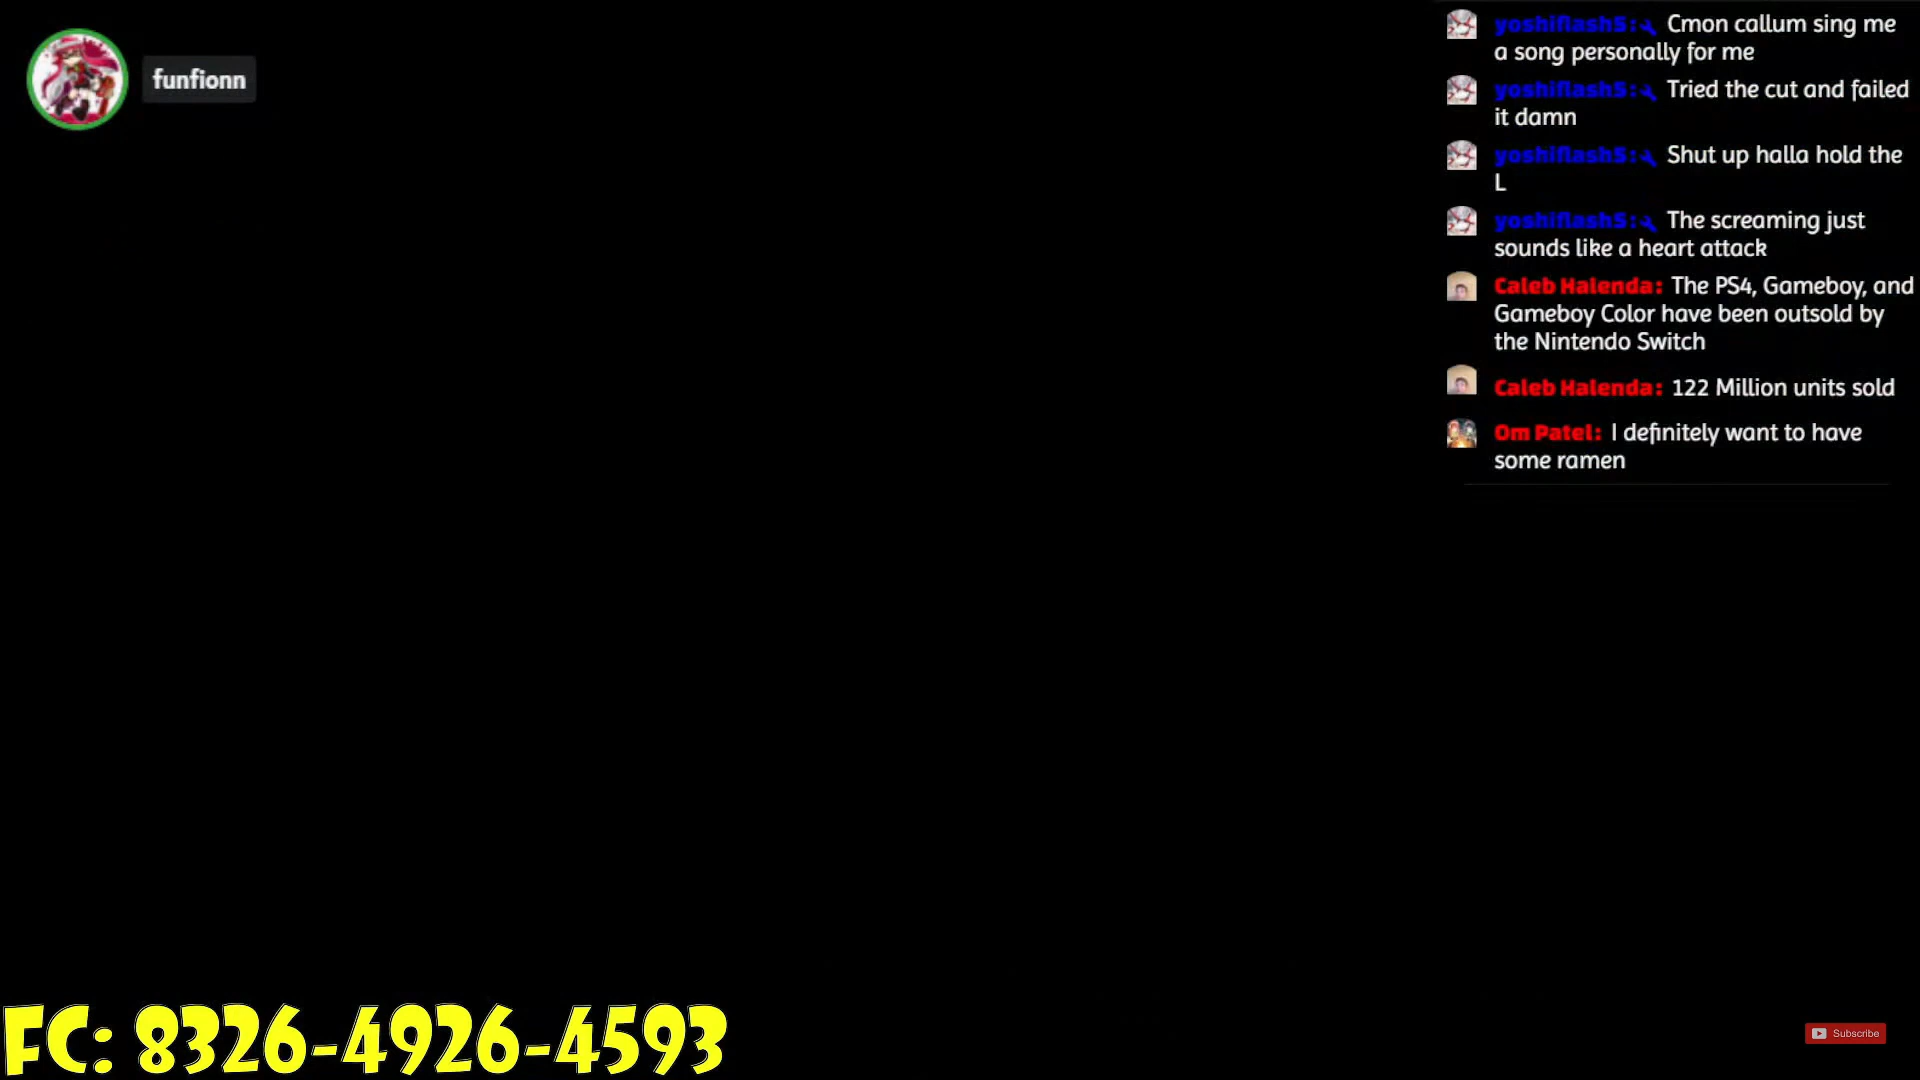 funfionn
yoshiflash5: Cmon callum sing me
a song personally for me
yoshiflash5: Tried the cut and failed
it damn
yoshiflash5: Shut up halla hold the
L
yoshiflash5: The screaming just
sounds like a heart attack
Caleb Halenda: The PS4, Gameboy, and
Gameboy Color have been outsold by
the Nintendo Switch
Caleb Halenda: 122 Million units sold
Om Patel: I definitely want to have
some ramen
FC: 8326-4926-4593
Subscribe